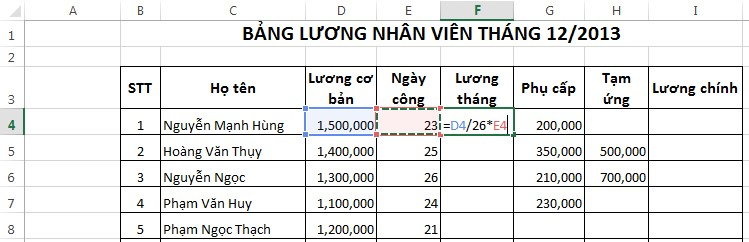 A B C D E F G H I
1 BẢNG LƯƠNG NHÂN VIÊN THÁNG 12/2013
2
3 STT Họ tên Lương cơ bản Ngày công Lương tháng Phụ cấp Tạm ứng Lương chính
4 1 Nguyễn Mạnh Hùng 1,500,000 23 =D4/26*E4 200,000
5 2 Hoàng Văn Thụy 1,400,000 25 350,000 500,000
6 3 Nguyễn Ngọc 1,300,000 26 210,000 700,000
7 4 Phạm Văn Huy 1,100,000 24 230,000
8 5 Phạm Ngọc Thạch 1,200,000 21